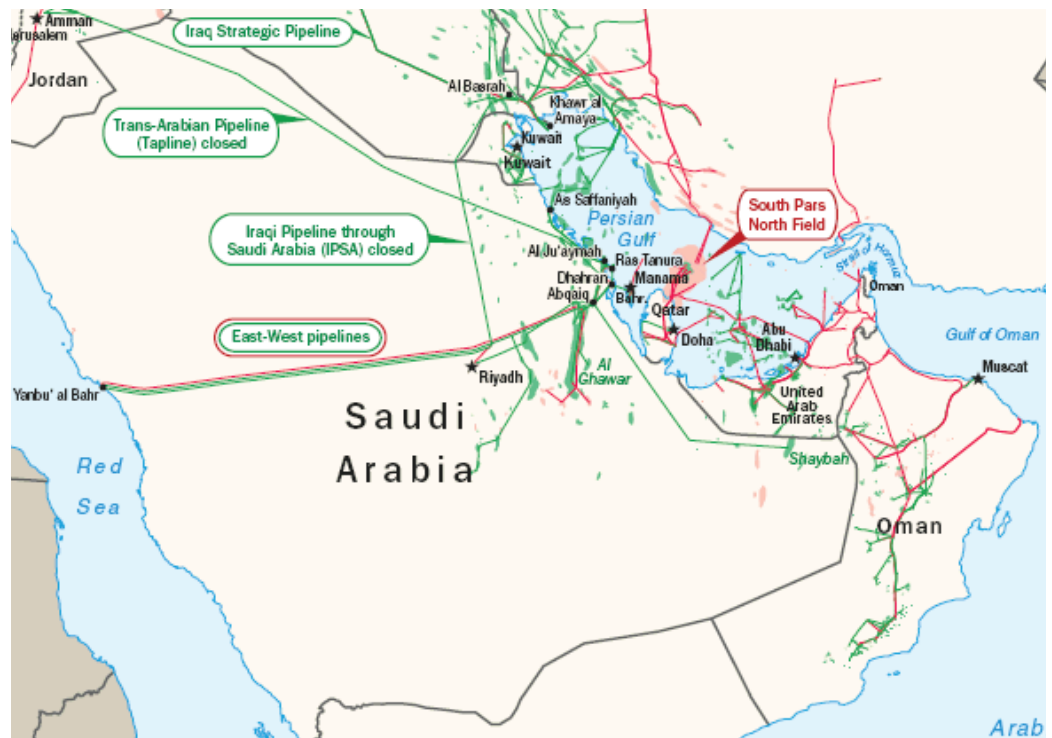 Amman
erusalem
Iraq Strategic Pipeline
Jordan
Al Basrah
Khawr al
Amaya
Trans-Arabian Pipeline
(Tapline) closed
Kuwait
Kuwait
As Saffaniyah
Persian
Gulf
South Pars
North Field
Iraqi Pipeline through
Saudi Arabia (IPSA) closed
Al Ju'aymah
Ras Tanura
Strait of Hormuz
Dhahran
Manama
Oman
Abqaiq
Bahr.
Qatar
East-West pipelines
Doha
Abu
Dhabi
Gulf of Oman
Muscat
Yanbu' al Bahr
Riyadh
Al
Ghawar
United
Arab
Emirates
Saudi
Arabia
Shaybah
Red
Sea
Oman
Arab